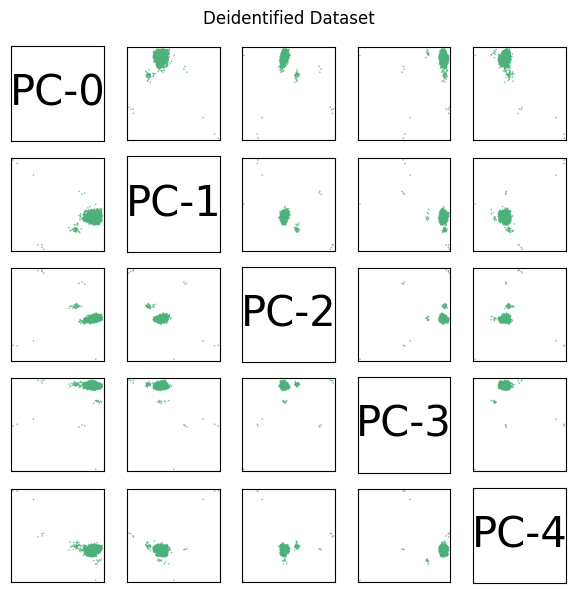 Deidentified Dataset
PC-0
PC-1
PC-2
PC-3
PC-4